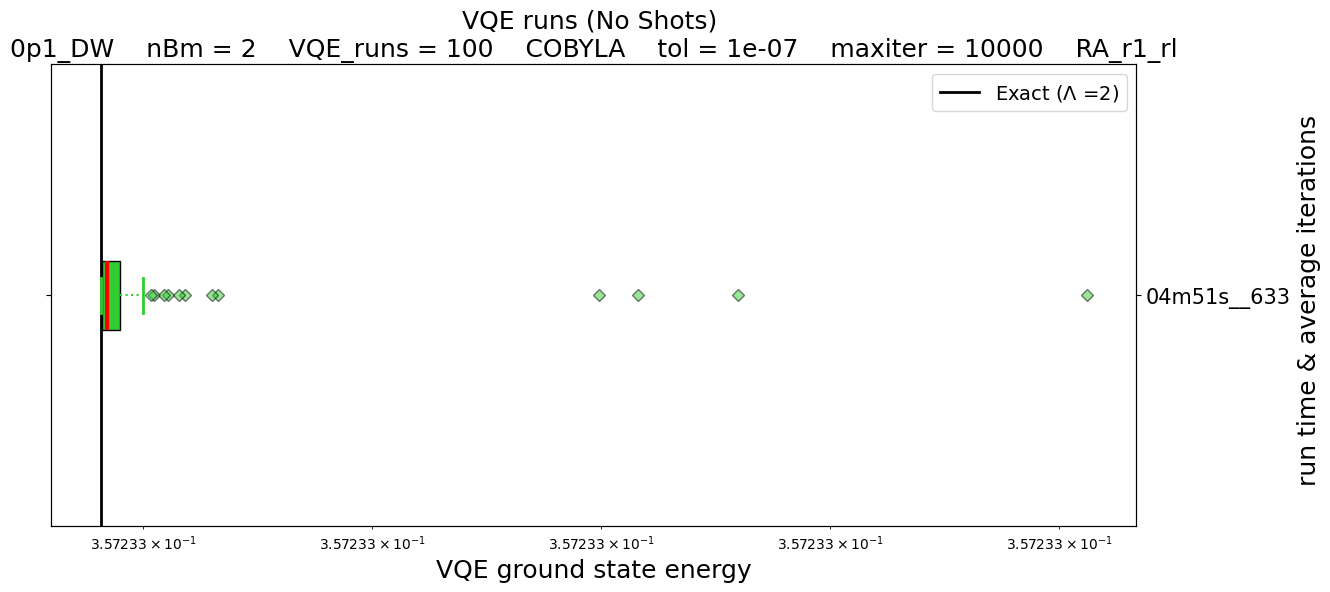 VQE runs (No Shots)
0p1_DW    nBm = 2    VQE_runs = 100    COBYLA    tol = 1e-07    maxiter = 10000    RA_r1_rl
Exact (Λ =2)
04m51s__633
run time & average iterations
3.57233 × 10⁻¹
3.57233 × 10⁻¹
3.57233 × 10⁻¹
3.57233 × 10⁻¹
3.57233 × 10⁻¹
VQE ground state energy